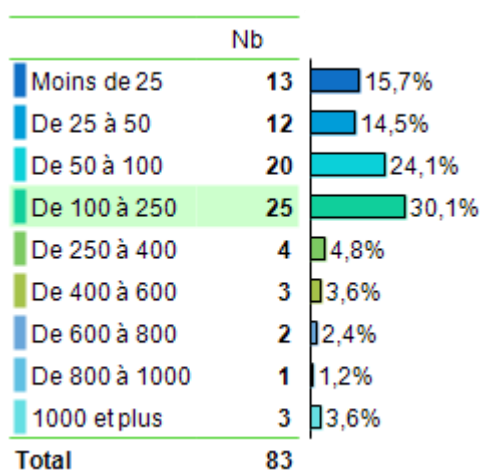 Nb
Moins de 25 13 15,7%
De 25 à 50 12 14,5%
De 50 à 100 20 24,1%
De 100 à 250 25 30,1%
De 250 à 400 4 4,8%
De 400 à 600 3 3,6%
De 600 à 800 2 2,4%
De 800 à 1000 1 1,2%
1000 et plus 3 3,6%
Total 83